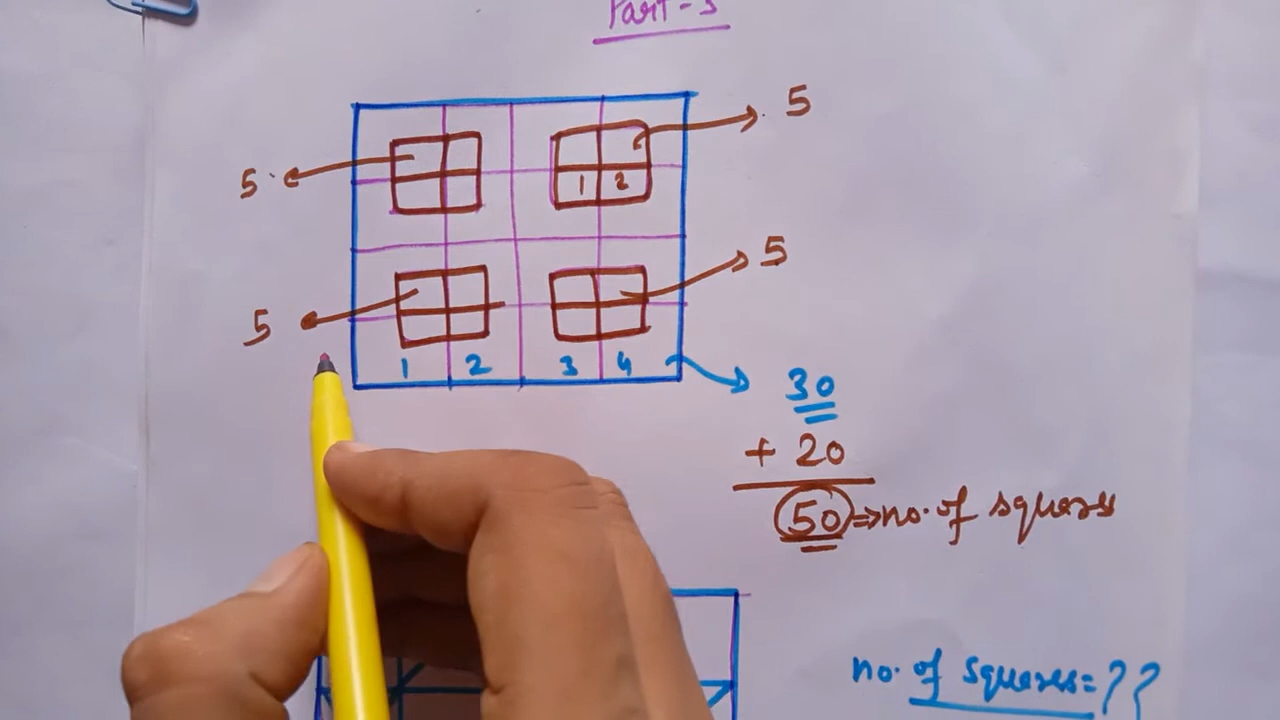 Part-3
5
5
1 2
5
5
1 2 3 4
30
+ 20
50 ⇒ no. of squares
no. of squares = ??